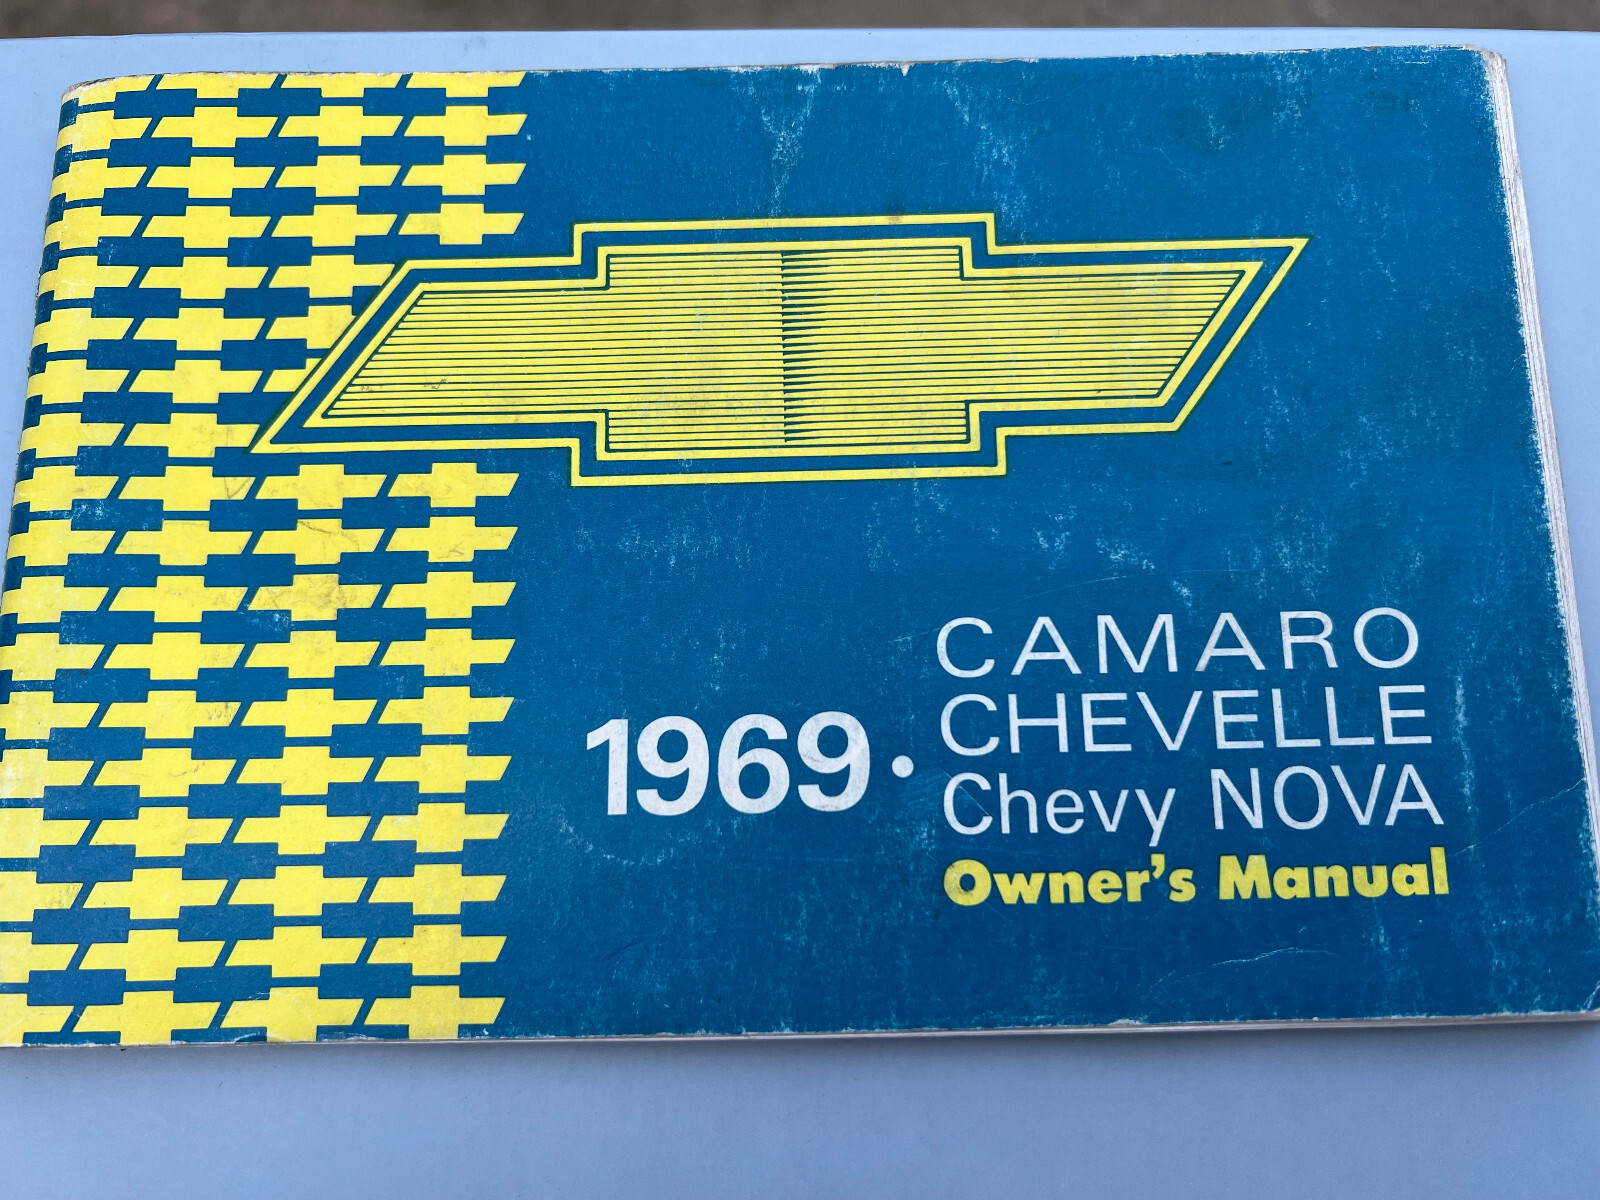 1969 • CAMARO
CHEVELLE
Chevy NOVA
Owner's Manual